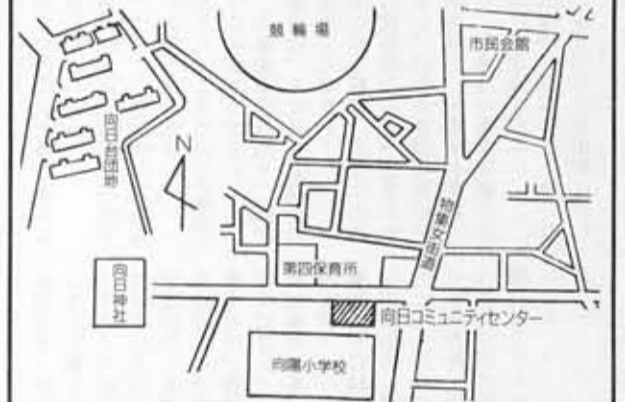 競輪場
市民会館
向日台団地
N
物集女街道
第四保育所
向日神社
向日コミュニティセンター
向陽小学校